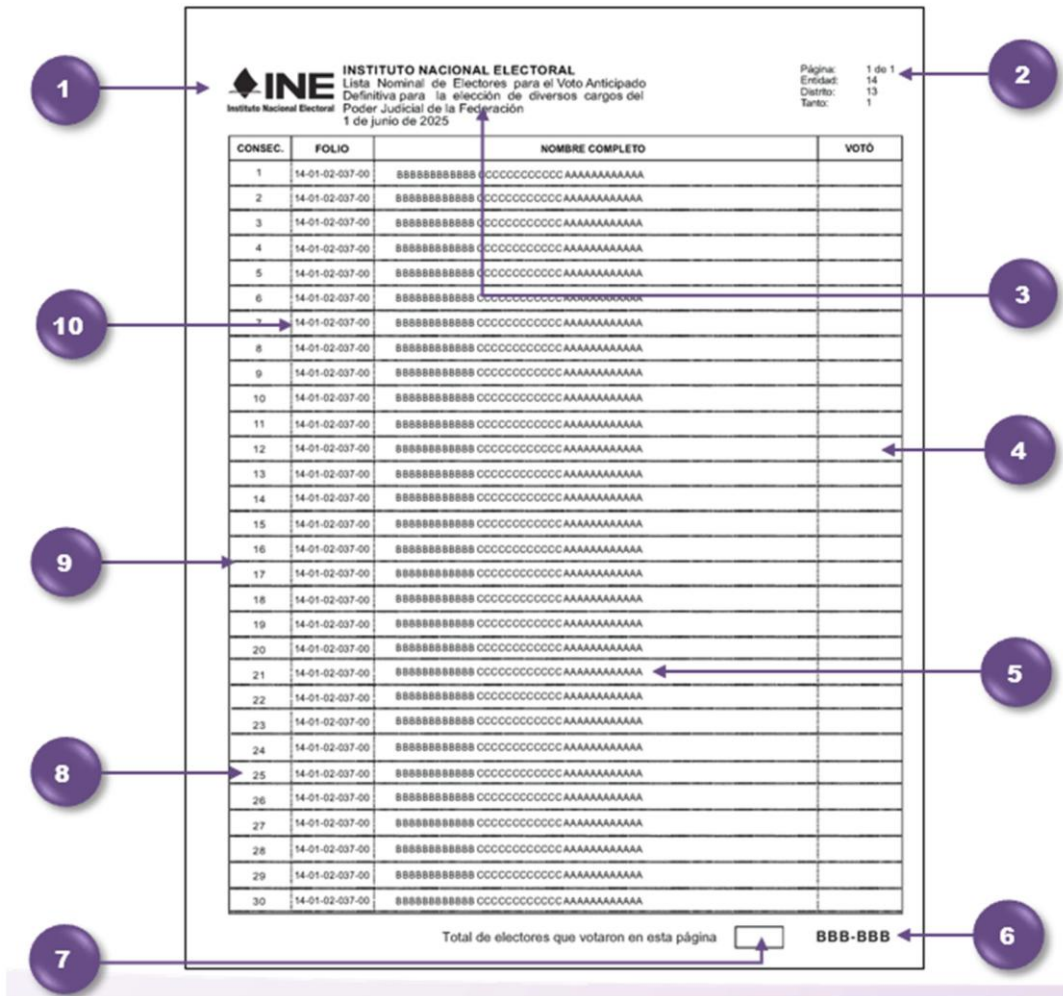 INE
Instituto Nacional Electoral
INSTITUTO NACIONAL ELECTORAL
Lista Nominal de Electores para el Voto Anticipado
Definitiva para la elección de diversos cargos del
Poder Judicial de la Federación
1 de junio de 2025
Página: 1 de 1
Entidad: 14
Distrito: 13
Tanto: 1
1
2
3
4
5
6
7
8
9
10
CONSEC. FOLIO NOMBRE COMPLETO VOTÓ
1 14-01-02-037-00 BBBBBBBBBBBB CCCCCCCCCCCC AAAAAAAAAAAA
2 14-01-02-037-00 BBBBBBBBBBBB CCCCCCCCCCCC AAAAAAAAAAAA
3 14-01-02-037-00 BBBBBBBBBBBB CCCCCCCCCCCC AAAAAAAAAAAA
4 14-01-02-037-00 BBBBBBBBBBBB CCCCCCCCCCCC AAAAAAAAAAAA
5 14-01-02-037-00 BBBBBBBBBBBB CCCCCCCCCCCC AAAAAAAAAAAA
6 14-01-02-037-00 BBBBBBBBBBBB CCCCCCCCCCCC AAAAAAAAAAAA
7 14-01-02-037-00 BBBBBBBBBBBB CCCCCCCCCCCC AAAAAAAAAAAA
8 14-01-02-037-00 BBBBBBBBBBBB CCCCCCCCCCCC AAAAAAAAAAAA
9 14-01-02-037-00 BBBBBBBBBBBB CCCCCCCCCCCC AAAAAAAAAAAA
10 14-01-02-037-00 BBBBBBBBBBBB CCCCCCCCCCCC AAAAAAAAAAAA
11 14-01-02-037-00 BBBBBBBBBBBB CCCCCCCCCCCC AAAAAAAAAAAA
12 14-01-02-037-00 BBBBBBBBBBBB CCCCCCCCCCCC AAAAAAAAAAAA
13 14-01-02-037-00 BBBBBBBBBBBB CCCCCCCCCCCC AAAAAAAAAAAA
14 14-01-02-037-00 BBBBBBBBBBBB CCCCCCCCCCCC AAAAAAAAAAAA
15 14-01-02-037-00 BBBBBBBBBBBB CCCCCCCCCCCC AAAAAAAAAAAA
16 14-01-02-037-00 BBBBBBBBBBBB CCCCCCCCCCCC AAAAAAAAAAAA
17 14-01-02-037-00 BBBBBBBBBBBB CCCCCCCCCCCC AAAAAAAAAAAA
18 14-01-02-037-00 BBBBBBBBBBBB CCCCCCCCCCCC AAAAAAAAAAAA
19 14-01-02-037-00 BBBBBBBBBBBB CCCCCCCCCCCC AAAAAAAAAAAA
20 14-01-02-037-00 BBBBBBBBBBBB CCCCCCCCCCCC AAAAAAAAAAAA
21 14-01-02-037-00 BBBBBBBBBBBB CCCCCCCCCCCC AAAAAAAAAAAA
22 14-01-02-037-00 BBBBBBBBBBBB CCCCCCCCCCCC AAAAAAAAAAAA
23 14-01-02-037-00 BBBBBBBBBBBB CCCCCCCCCCCC AAAAAAAAAAAA
24 14-01-02-037-00 BBBBBBBBBBBB CCCCCCCCCCCC AAAAAAAAAAAA
25 14-01-02-037-00 BBBBBBBBBBBB CCCCCCCCCCCC AAAAAAAAAAAA
26 14-01-02-037-00 BBBBBBBBBBBB CCCCCCCCCCCC AAAAAAAAAAAA
27 14-01-02-037-00 BBBBBBBBBBBB CCCCCCCCCCCC AAAAAAAAAAAA
28 14-01-02-037-00 BBBBBBBBBBBB CCCCCCCCCCCC AAAAAAAAAAAA
29 14-01-02-037-00 BBBBBBBBBBBB CCCCCCCCCCCC AAAAAAAAAAAA
30 14-01-02-037-00 BBBBBBBBBBBB CCCCCCCCCCCC AAAAAAAAAAAA
Total de electores que votaron en esta página BBB-BBB